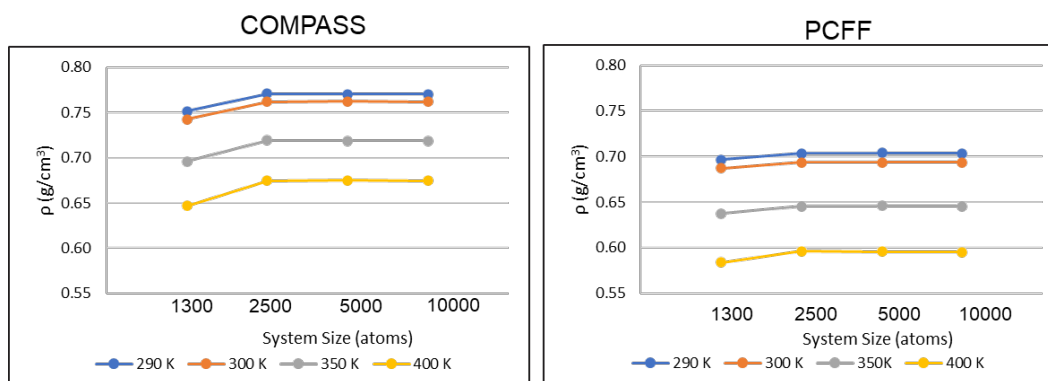 COMPASS
0.80
0.75
0.70
0.65
0.60
0.55
ρ (g/cm³)
1300 2500 5000 10000
System Size (atoms)
290 K 300 K 350 K 400 K
PCFF
0.80
0.75
0.70
0.65
0.60
0.55
ρ (g/cm³)
1300 2500 5000 10000
System Size (atoms)
290 K 300 K 350K 400 K